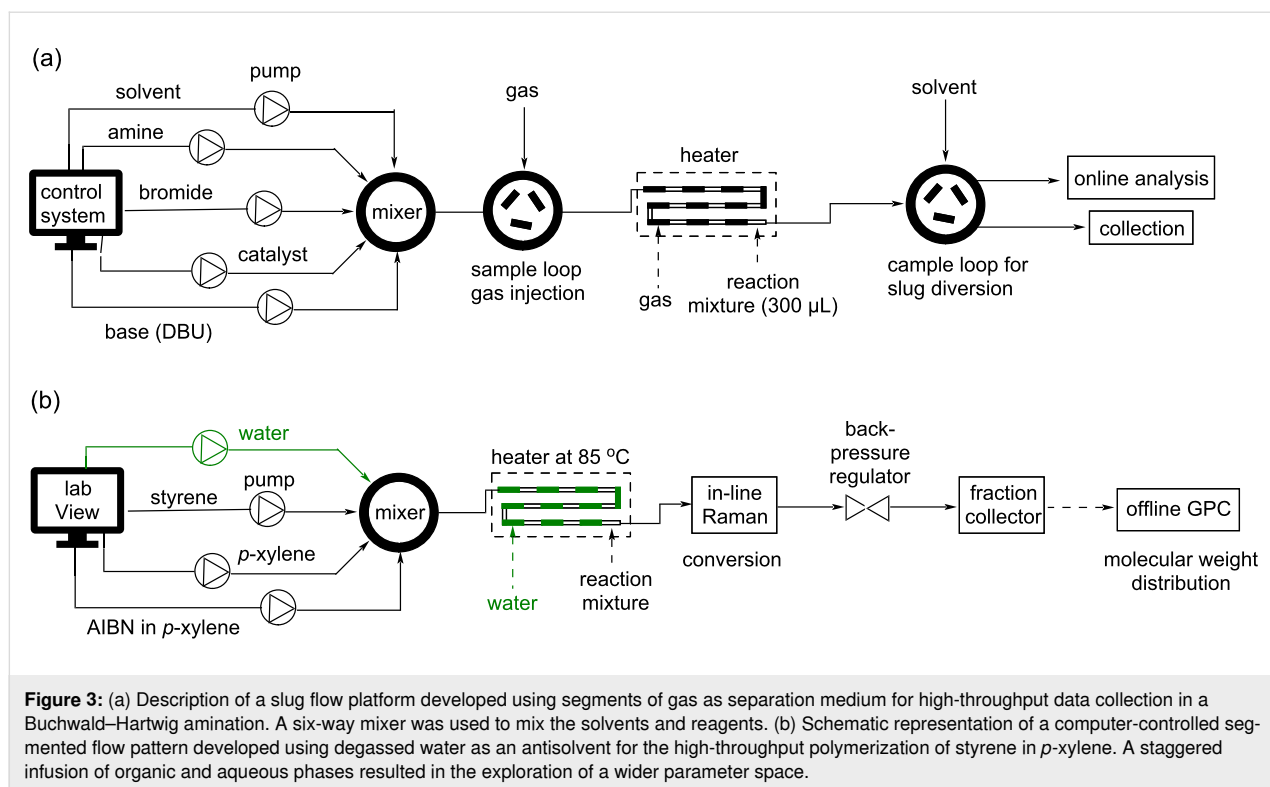 (a)
pump
solvent
gas
solvent
amine
heater
control
system
bromide
mixer
online analysis
collection
catalyst
sample loop
gas injection
gas
reaction
mixture (300 µL)
cample loop for
slug diversion
base (DBU)
(b)
water
back-
pressure
regulator
heater at 85 °C
lab
View
styrene
pump
mixer
in-line
Raman
fraction
collector
offline GPC
p-xylene
conversion
molecular weight
distribution
water
reaction
mixture
AIBN in p-xylene
Figure 3: (a) Description of a slug flow platform developed using segments of gas as separation medium for high-throughput data collection in a
Buchwald–Hartwig amination. A six-way mixer was used to mix the solvents and reagents. (b) Schematic representation of a computer-controlled seg-
mented flow pattern developed using degassed water as an antisolvent for the high-throughput polymerization of styrene in p-xylene. A staggered
infusion of organic and aqueous phases resulted in the exploration of a wider parameter space.